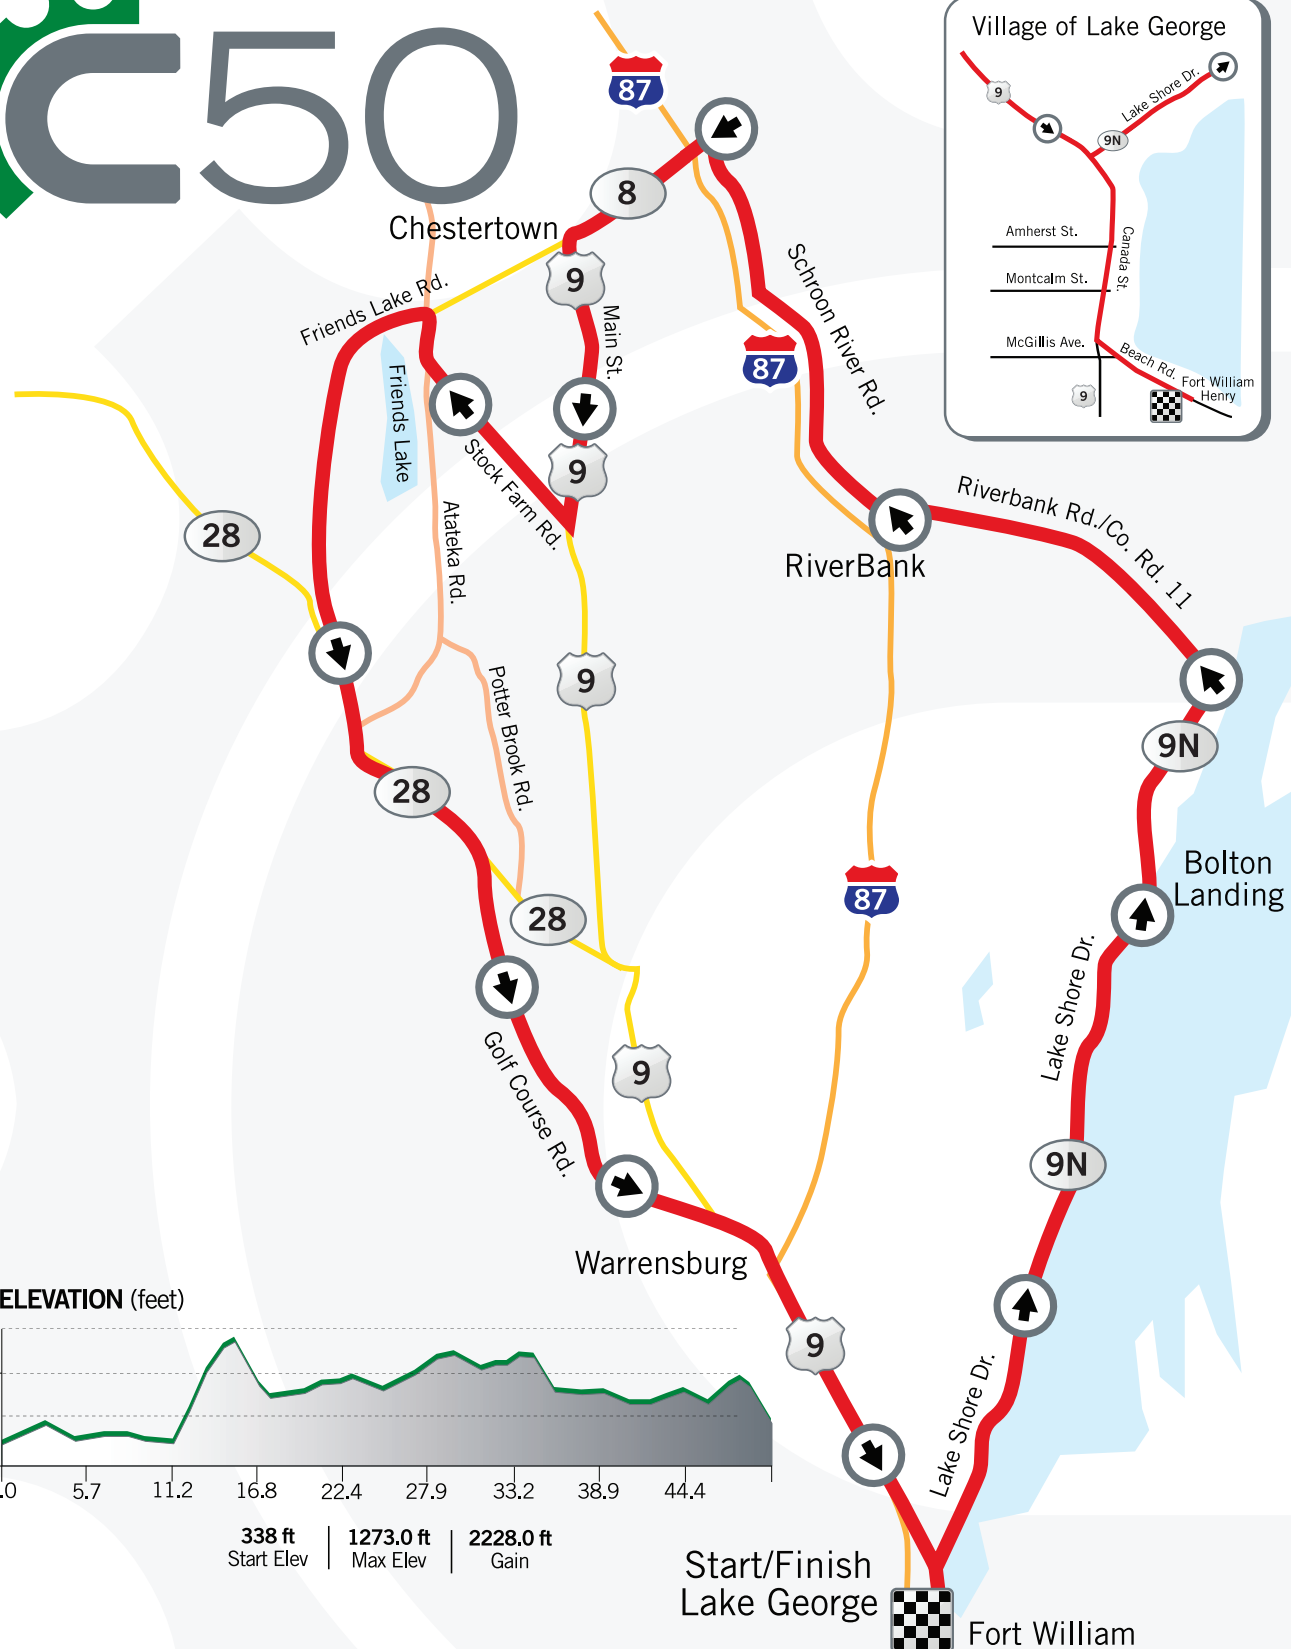 C50
Village of Lake George
9
Lake Shore Dr.
9N
Amherst St.
Canada St.
Montcalm St.
McGillis Ave.
Beach Rd.
Fort William
Henry
9
87
8
Chestertown
9
Friends Lake Rd.
Main St.
Schroon River Rd.
87
Friends Lake
9
Stock Farm Rd.
Riverbank Rd./Co. Rd. 11
28
Atateka Rd.
RiverBank
9
Potter Brook Rd.
9N
28
Bolton
Landing
87
28
Lake Shore Dr.
Golf Course Rd.
9
9N
Warrensburg
9
Lake Shore Dr.
ELEVATION (feet)
.0 5.7 11.2 16.8 22.4 27.9 33.2 38.9 44.4
338 ft 1273.0 ft 2228.0 ft
Start Elev Max Elev Gain
Start/Finish
Lake George
Fort William